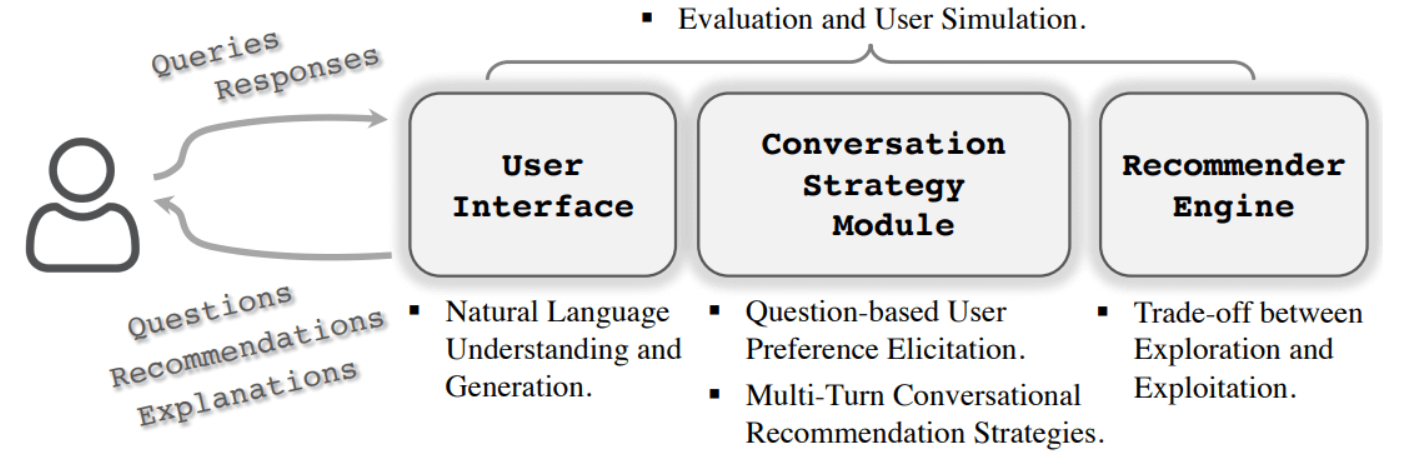 ▪ Evaluation and User Simulation.
Queries
Responses
User
Interface
Conversation
Strategy
Module
Recommender
Engine
Questions
Recommendations
Explanations
▪ Natural Language
Understanding and
Generation.
▪ Question-based User
Preference Elicitation.
▪ Multi-Turn Conversational
Recommendation Strategies.
▪ Trade-off between
Exploration and
Exploitation.